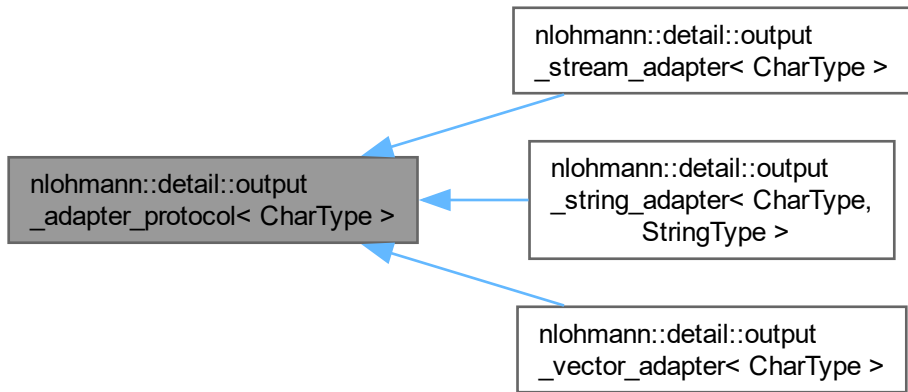 nlohmann::detail::output
_stream_adapter< CharType >
nlohmann::detail::output
_adapter_protocol< CharType >
nlohmann::detail::output
_string_adapter< CharType,
StringType >
nlohmann::detail::output
_vector_adapter< CharType >